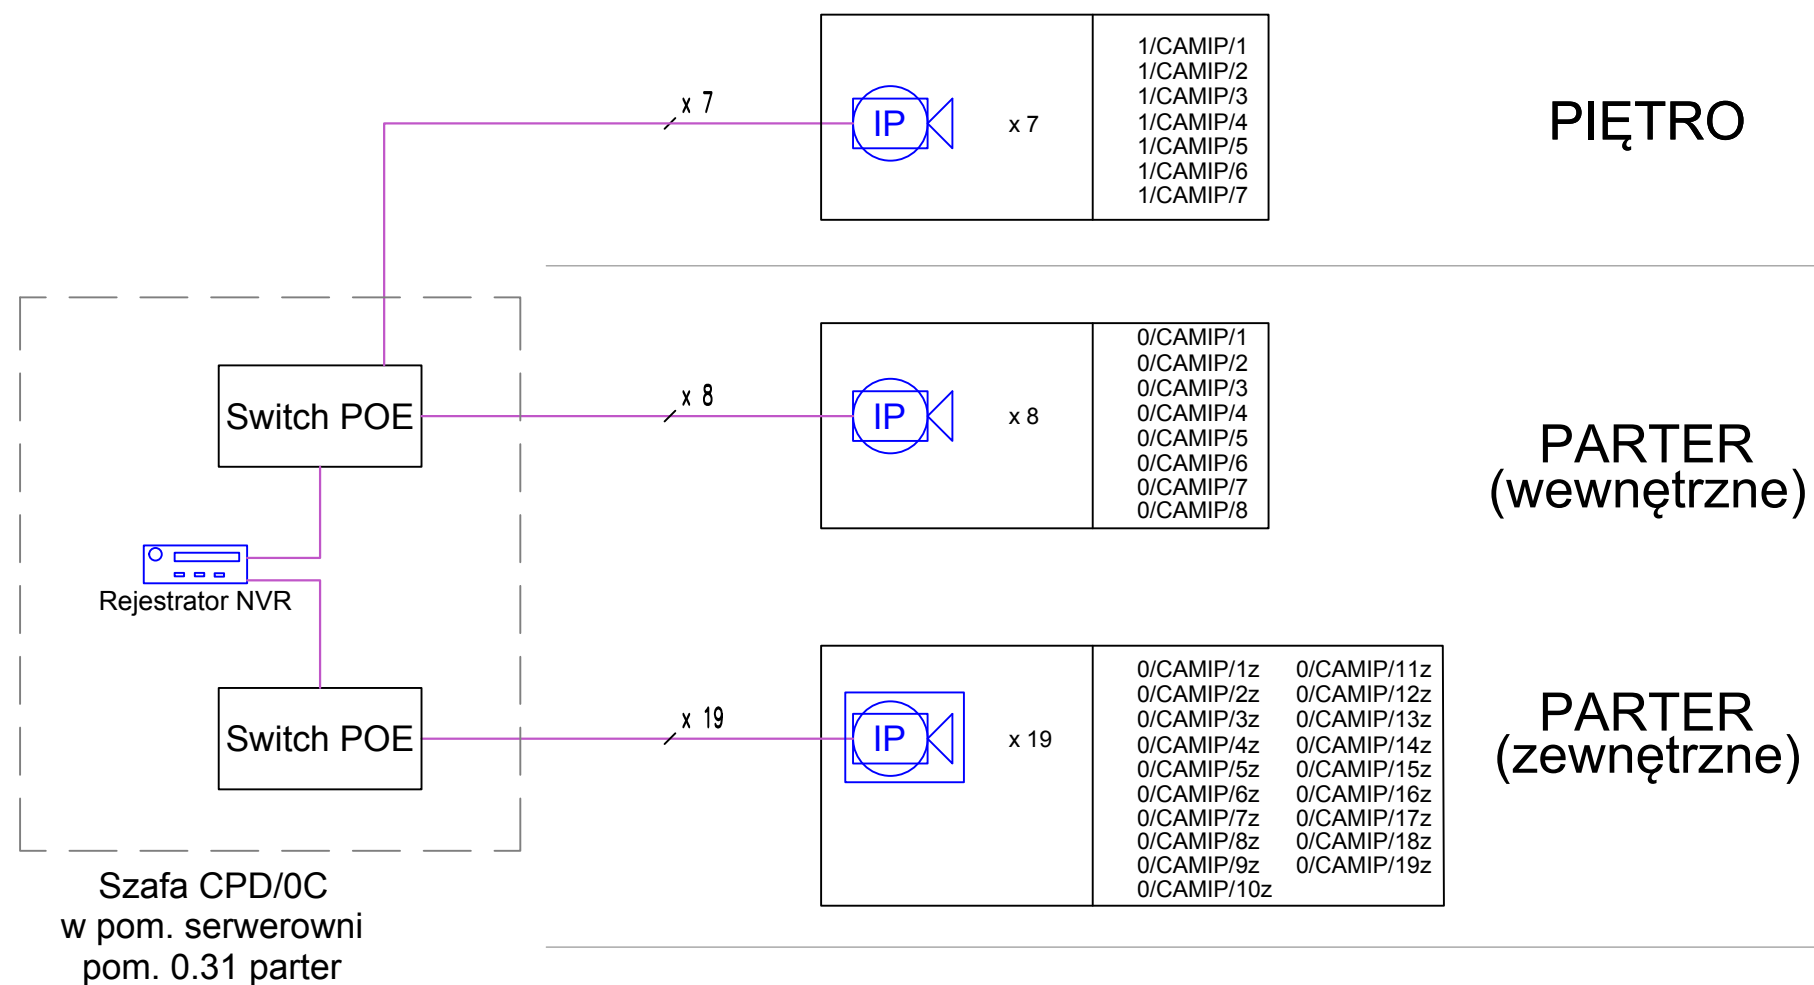 x 7
IP
x 7
1/CAMIP/1
1/CAMIP/2
1/CAMIP/3
1/CAMIP/4
1/CAMIP/5
1/CAMIP/6
1/CAMIP/7
PIĘTRO
Switch POE
x 8
IP
x 8
0/CAMIP/1
0/CAMIP/2
0/CAMIP/3
0/CAMIP/4
0/CAMIP/5
0/CAMIP/6
0/CAMIP/7
0/CAMIP/8
PARTER
(wewnętrzne)
Rejestrator NVR
Switch POE
x 19
IP
x 19
0/CAMIP/1z
0/CAMIP/2z
0/CAMIP/3z
0/CAMIP/4z
0/CAMIP/5z
0/CAMIP/6z
0/CAMIP/7z
0/CAMIP/8z
0/CAMIP/9z
0/CAMIP/10z
0/CAMIP/11z
0/CAMIP/12z
0/CAMIP/13z
0/CAMIP/14z
0/CAMIP/15z
0/CAMIP/16z
0/CAMIP/17z
0/CAMIP/18z
0/CAMIP/19z
PARTER
(zewnętrzne)
Szafa CPD/0C
w pom. serwerowni
pom. 0.31 parter